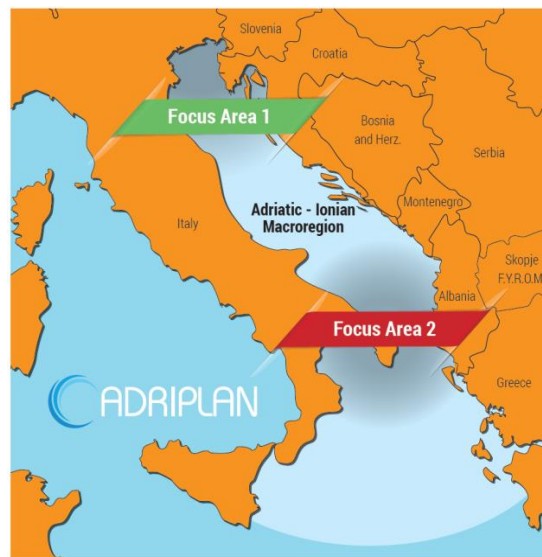 Slovenia
Croatia
Focus Area 1
Bosnia
and Herz.
Serbia
Adriatic - Ionian
Macroregion
Italy
Montenegro
Skopje
F.Y.R.O.M
Albania
Focus Area 2
Greece
ADRIPLAN